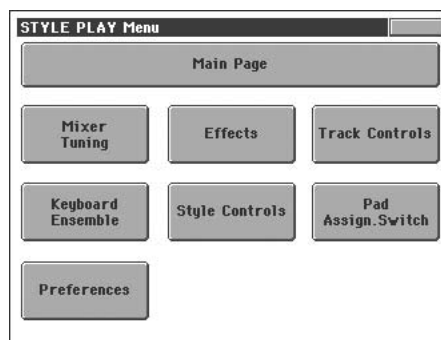 STYLE PLAY Menu
Main Page
Mixer
Tuning
Effects
Track Controls
Keyboard
Ensemble
Style Controls
Pad
Assign.Switch
Preferences